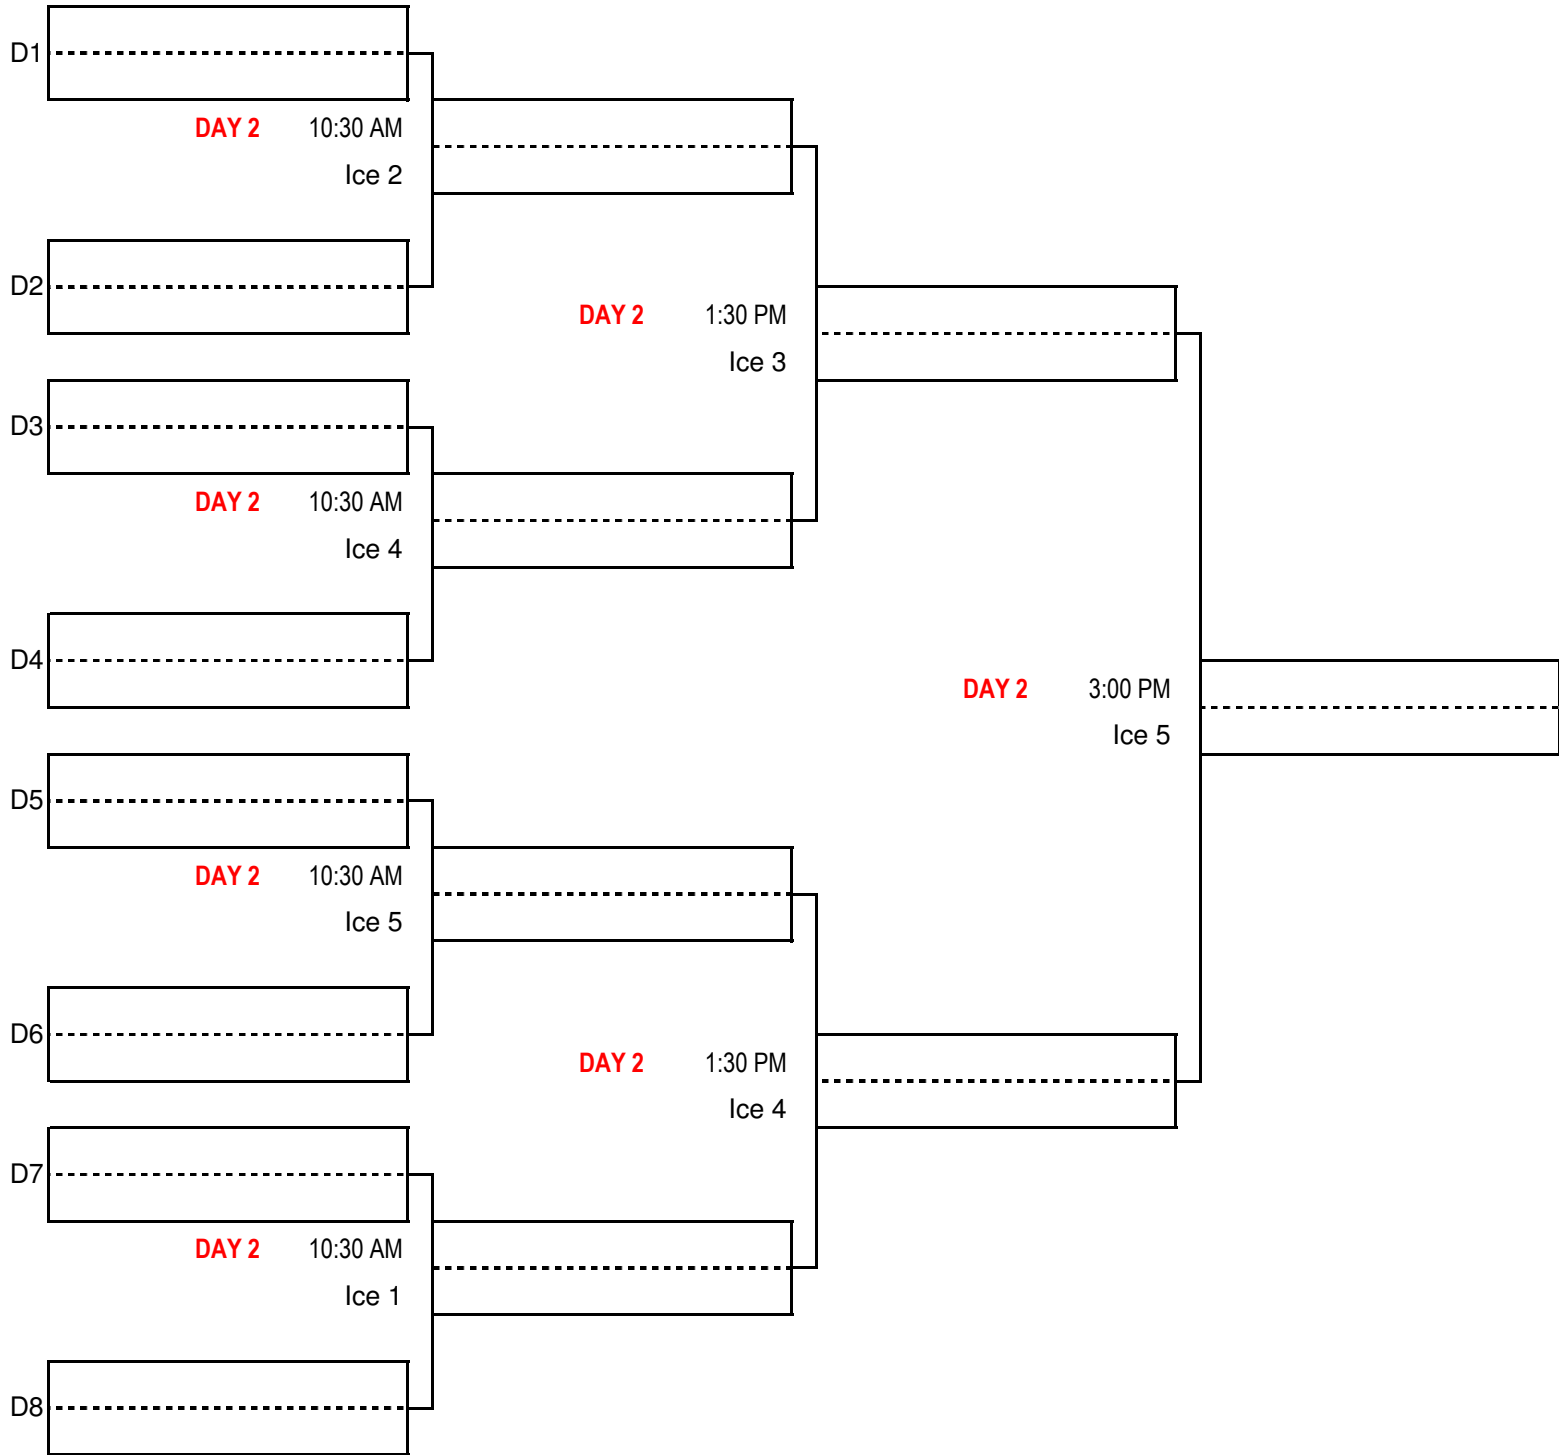 D1
DAY 2 10:30 AM
Ice 2
D2
DAY 2 1:30 PM
Ice 3
D3
DAY 2 10:30 AM
Ice 4
D4
DAY 2 3:00 PM
Ice 5
D5
DAY 2 10:30 AM
Ice 5
D6
DAY 2 1:30 PM
Ice 4
D7
DAY 2 10:30 AM
Ice 1
D8